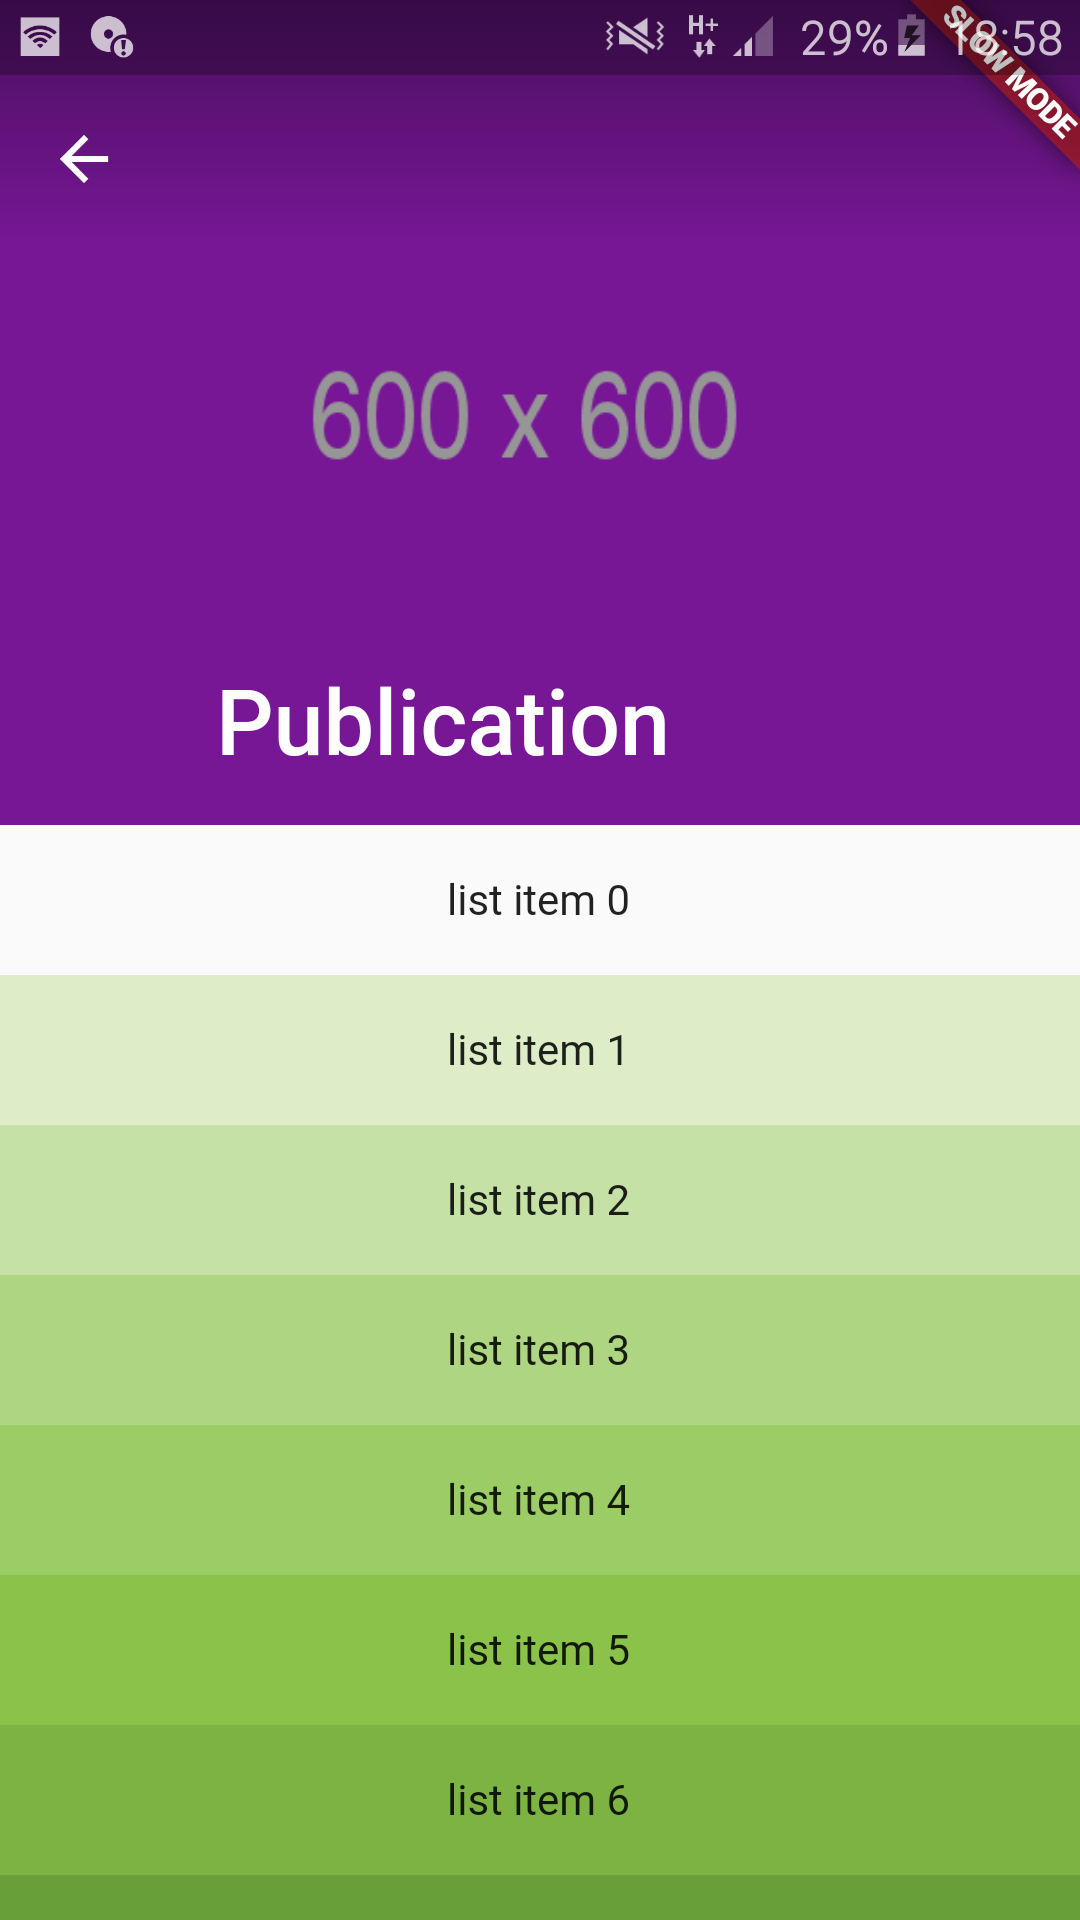 H+ 29% 18:58
SLOW MODE
600 x 600
Publication
list item 0
list item 1
list item 2
list item 3
list item 4
list item 5
list item 6